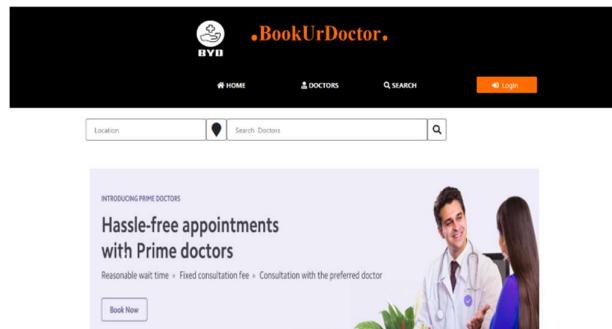 .BookUrDoctor.
BYD
HOME DOCTORS SEARCH Login
Location Search Doctors
INTRODUCING PRIME DOCTORS
Hassle-free appointments
with Prime doctors
Reasonable wait time • Fixed consultation fee • Consultation with the preferred doctor
Book Now